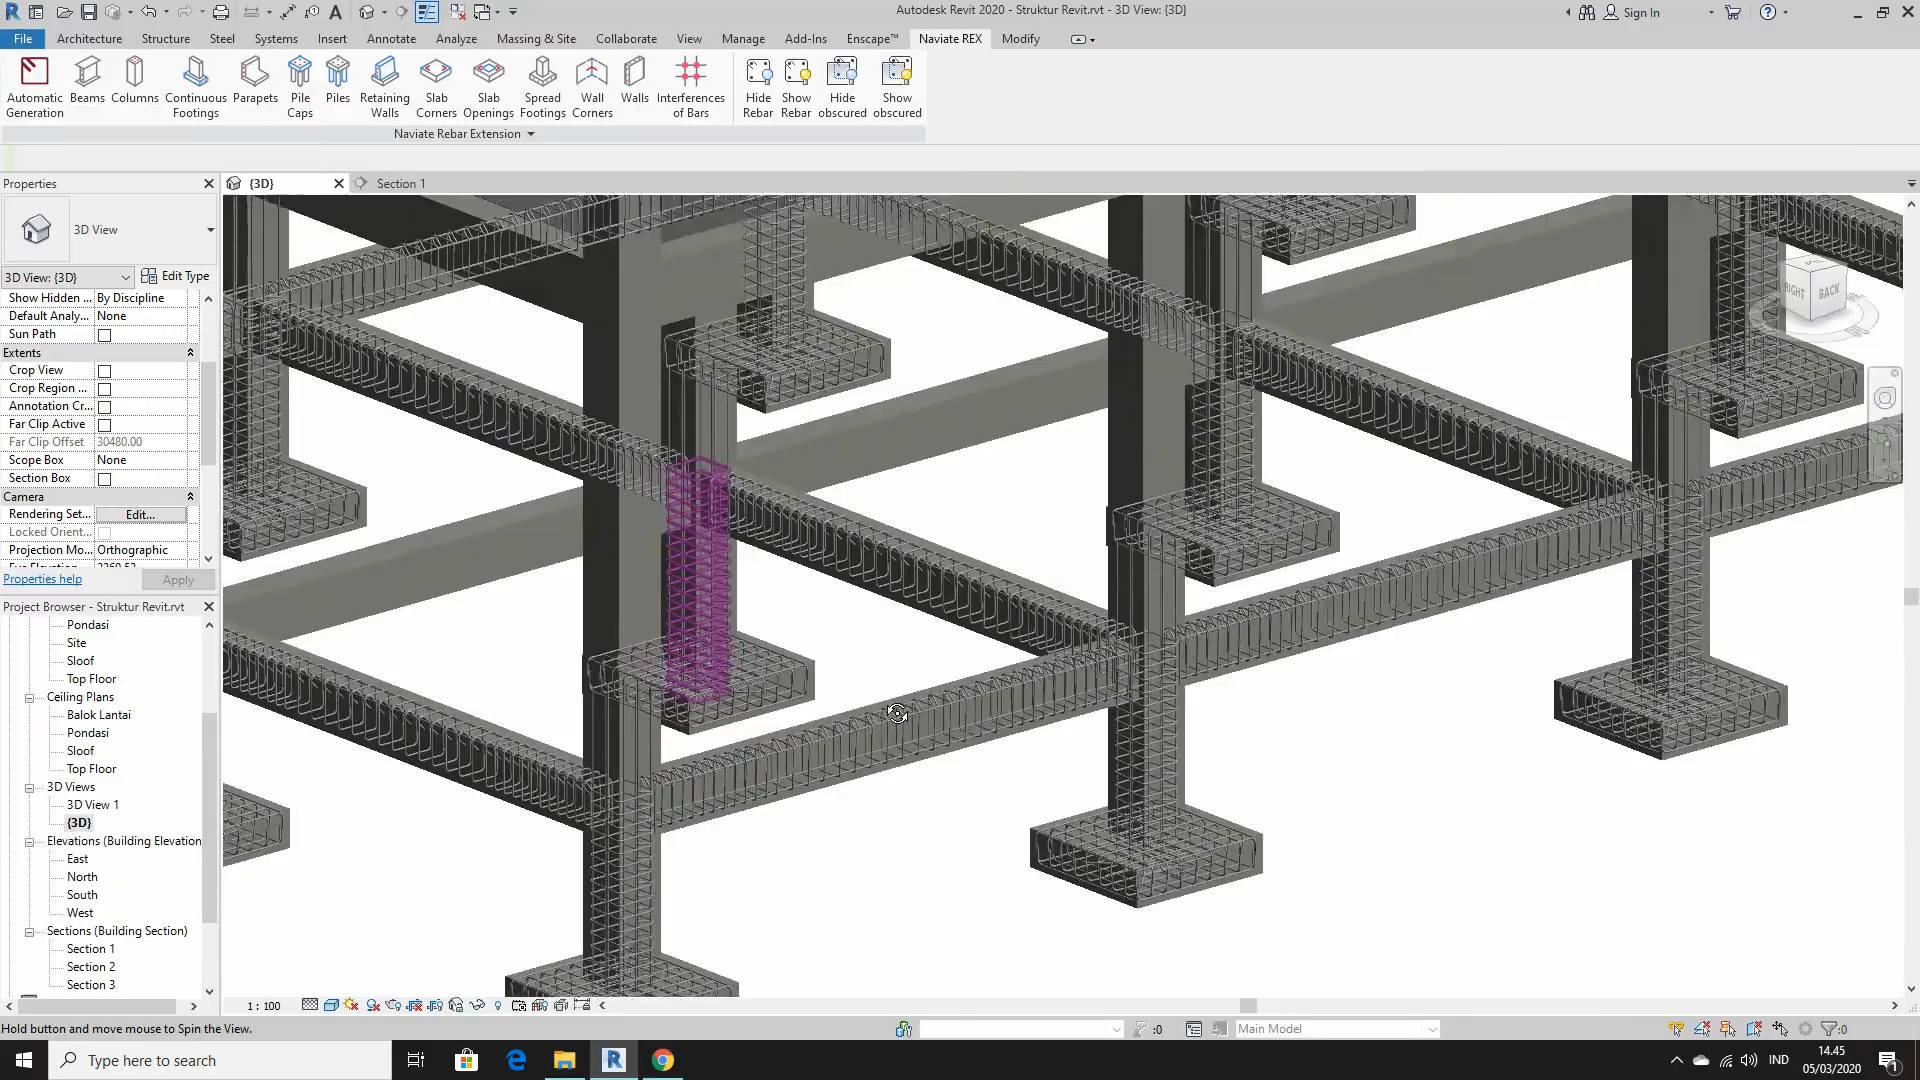 Autodesk Revit 2020 - Struktur Revit.rvt - 3D View: {3D}
Sign In
File Architecture Structure Steel Systems Insert Annotate Analyze Massing & Site Collaborate View Manage Add-Ins Enscape™ Naviate REX Modify
Automatic Generation
Beams
Columns
Continuous Footings
Parapets
Pile Caps
Piles
Retaining Walls
Slab Corners
Slab Openings
Spread Footings
Wall Corners
Walls
Interferences of Bars
Hide Rebar
Show Rebar
Hide obscured
Show obscured
Naviate Rebar Extension
Properties
{3D}
Section 1
3D View
3D View: {3D}
Edit Type
Show Hidden ... By Discipline
Default Analy... None
Sun Path
Extents
Crop View
Crop Region ...
Annotation Cr...
Far Clip Active
Far Clip Offset 30480.00
Scope Box None
Section Box
Camera
Rendering Set... Edit...
Locked Orient...
Projection Mo... Orthographic
Properties help
Apply
Project Browser - Struktur Revit.rvt
Pondasi
Site
Sloof
Top Floor
Ceiling Plans
Balok Lantai
Pondasi
Sloof
Top Floor
3D Views
3D View 1
{3D}
Elevations (Building Elevation
East
North
South
West
Sections (Building Section)
Section 1
Section 2
Section 3
RIGHT
BACK
1 : 100
Hold button and move mouse to Spin the View.
:0
Main Model
:0
Type here to search
IND
14.45
05/03/2020
1